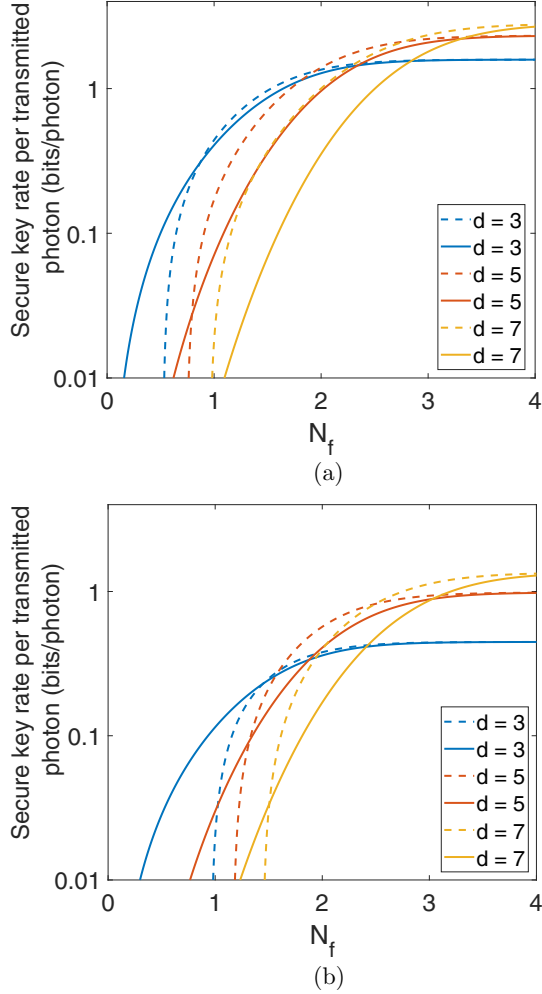 Secure key rate per transmitted
photon (bits/photon)
1
0.1
0.01
d = 3
d = 3
d = 5
d = 5
d = 7
d = 7
0 1 2 3 4
N_f
(a)
Secure key rate per transmitted
photon (bits/photon)
1
0.1
0.01
d = 3
d = 3
d = 5
d = 5
d = 7
d = 7
0 1 2 3 4
N_f
(b)